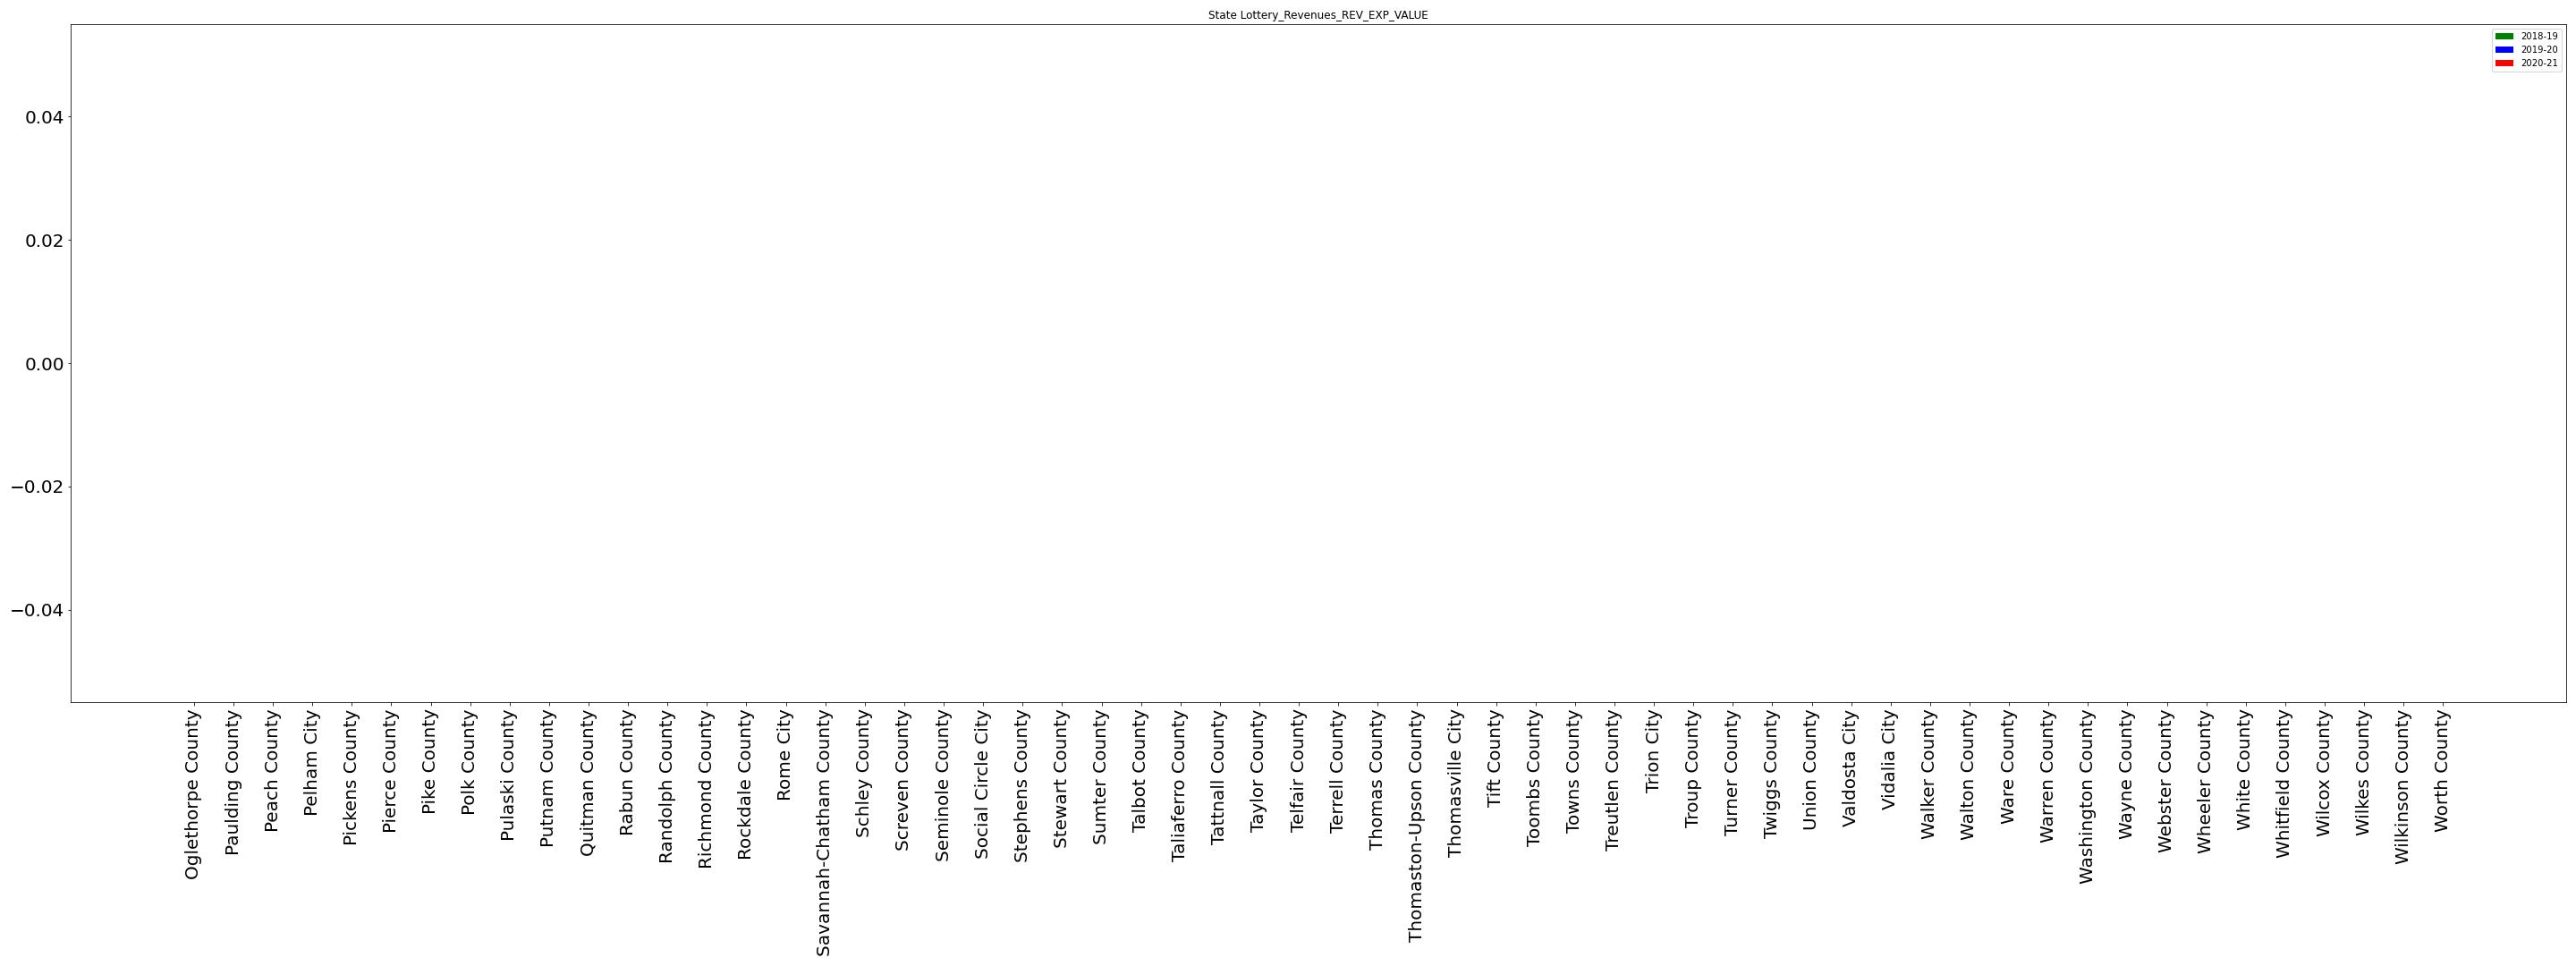 State Lottery_Revenues_REV_EXP_VALUE
2018-19
2019-20
2020-21
0.04
0.02
0.00
−0.02
−0.04
Oglethorpe County
Paulding County
Peach County
Pelham City
Pickens County
Pierce County
Pike County
Polk County
Pulaski County
Putnam County
Quitman County
Rabun County
Randolph County
Richmond County
Rockdale County
Rome City
Savannah-Chatham County
Schley County
Screven County
Seminole County
Social Circle City
Stephens County
Stewart County
Sumter County
Talbot County
Taliaferro County
Tattnall County
Taylor County
Telfair County
Terrell County
Thomas County
Thomaston-Upson County
Thomasville City
Tift County
Toombs County
Towns County
Treutlen County
Trion City
Troup County
Turner County
Twiggs County
Union County
Valdosta City
Vidalia City
Walker County
Walton County
Ware County
Warren County
Washington County
Wayne County
Webster County
Wheeler County
White County
Whitfield County
Wilcox County
Wilkes County
Wilkinson County
Worth County